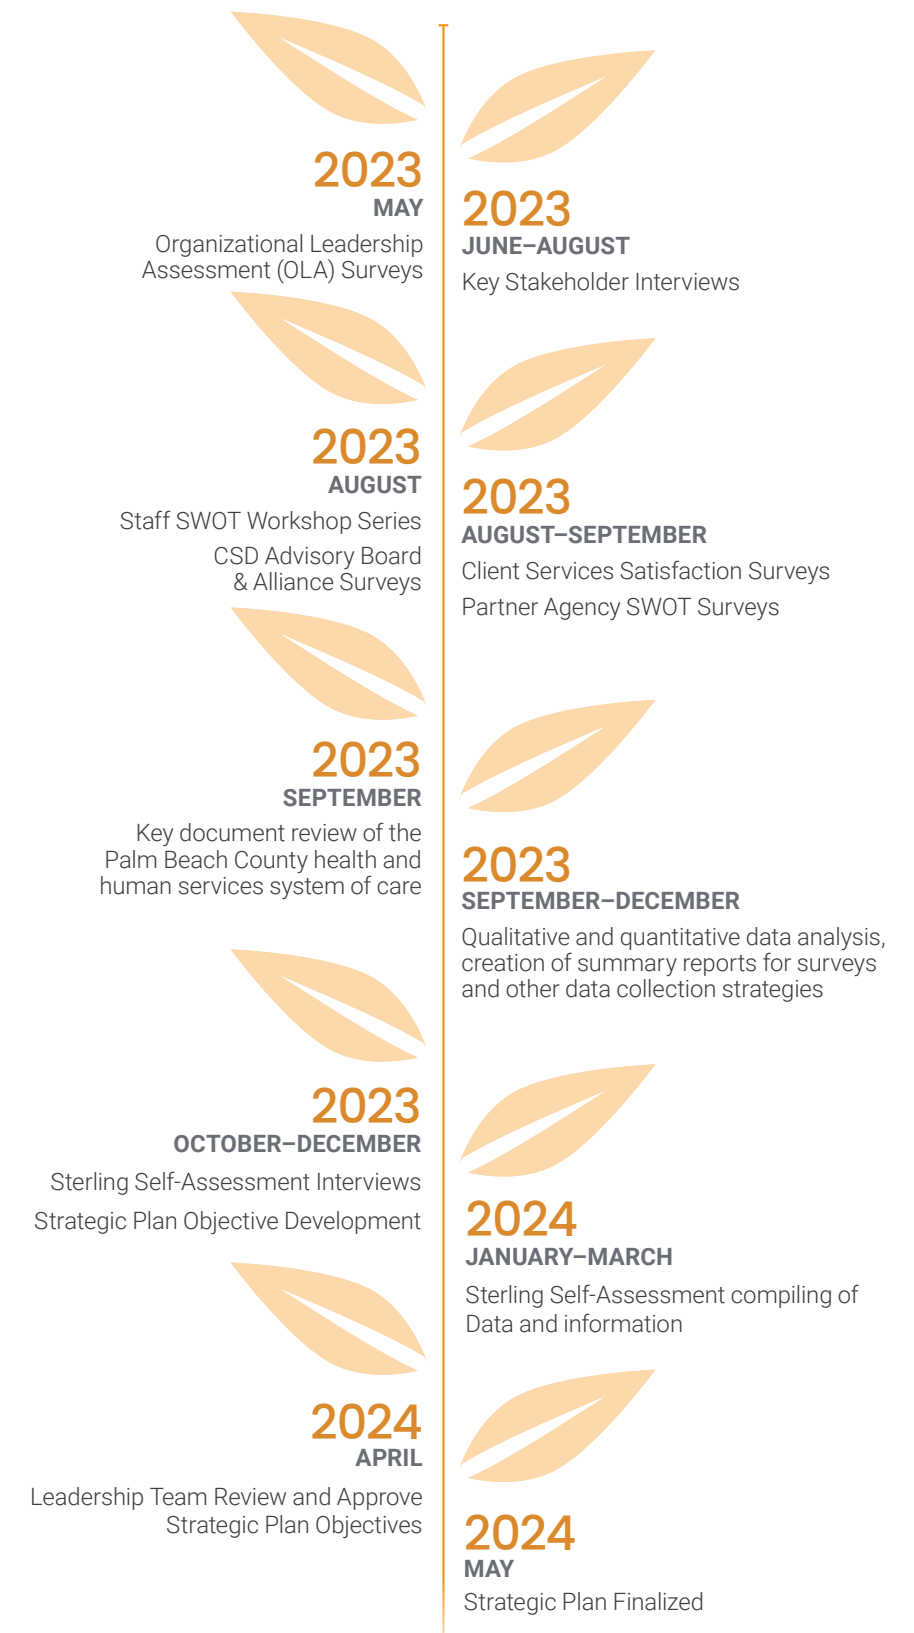 2023
MAY
Organizational Leadership
Assessment (OLA) Surveys
2023
JUNE–AUGUST
Key Stakeholder Interviews
2023
AUGUST
Staff SWOT Workshop Series
CSD Advisory Board
& Alliance Surveys
2023
AUGUST–SEPTEMBER
Client Services Satisfaction Surveys
Partner Agency SWOT Surveys
2023
SEPTEMBER
Key document review of the
Palm Beach County health and
human services system of care
2023
SEPTEMBER–DECEMBER
Qualitative and quantitative data analysis,
creation of summary reports for surveys
and other data collection strategies
2023
OCTOBER–DECEMBER
Sterling Self-Assessment Interviews
Strategic Plan Objective Development
2024
JANUARY–MARCH
Sterling Self-Assessment compiling of
Data and information
2024
APRIL
Leadership Team Review and Approve
Strategic Plan Objectives
2024
MAY
Strategic Plan Finalized